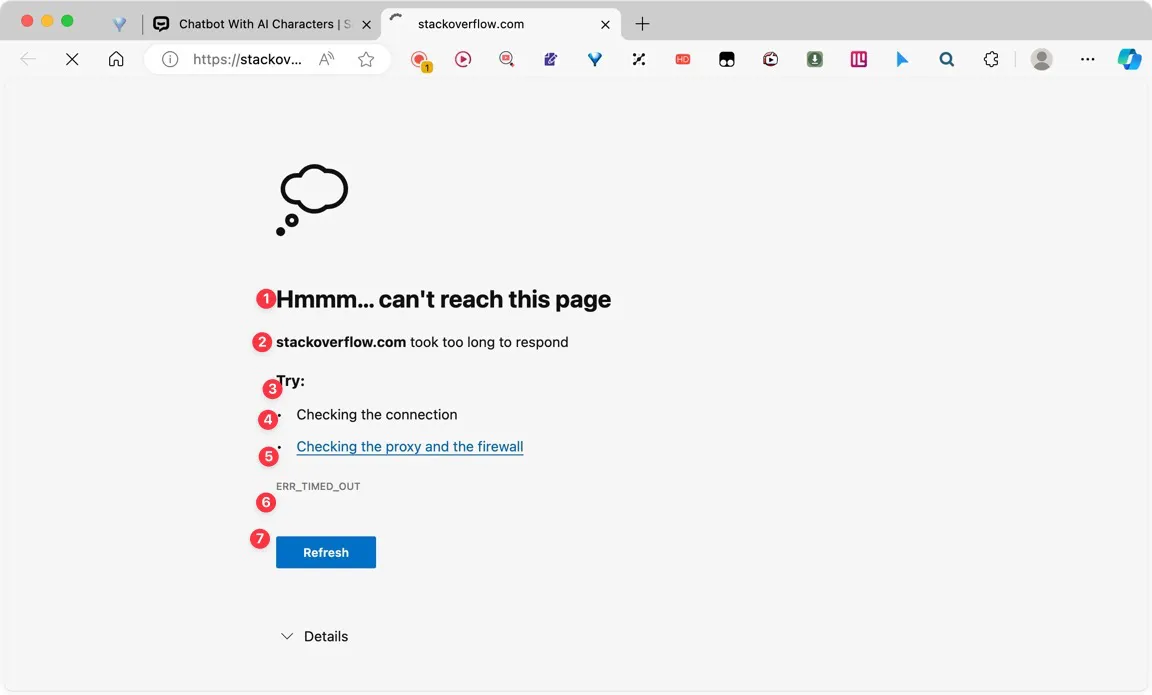 Chatbot With AI Characters | S
stackoverflow.com
https://stackov...
1
HD
1 Hmmm... can't reach this page
2 stackoverflow.com took too long to respond
3 Try:
4 • Checking the connection
5 • Checking the proxy and the firewall
6 ERR_TIMED_OUT
7 Refresh
Details